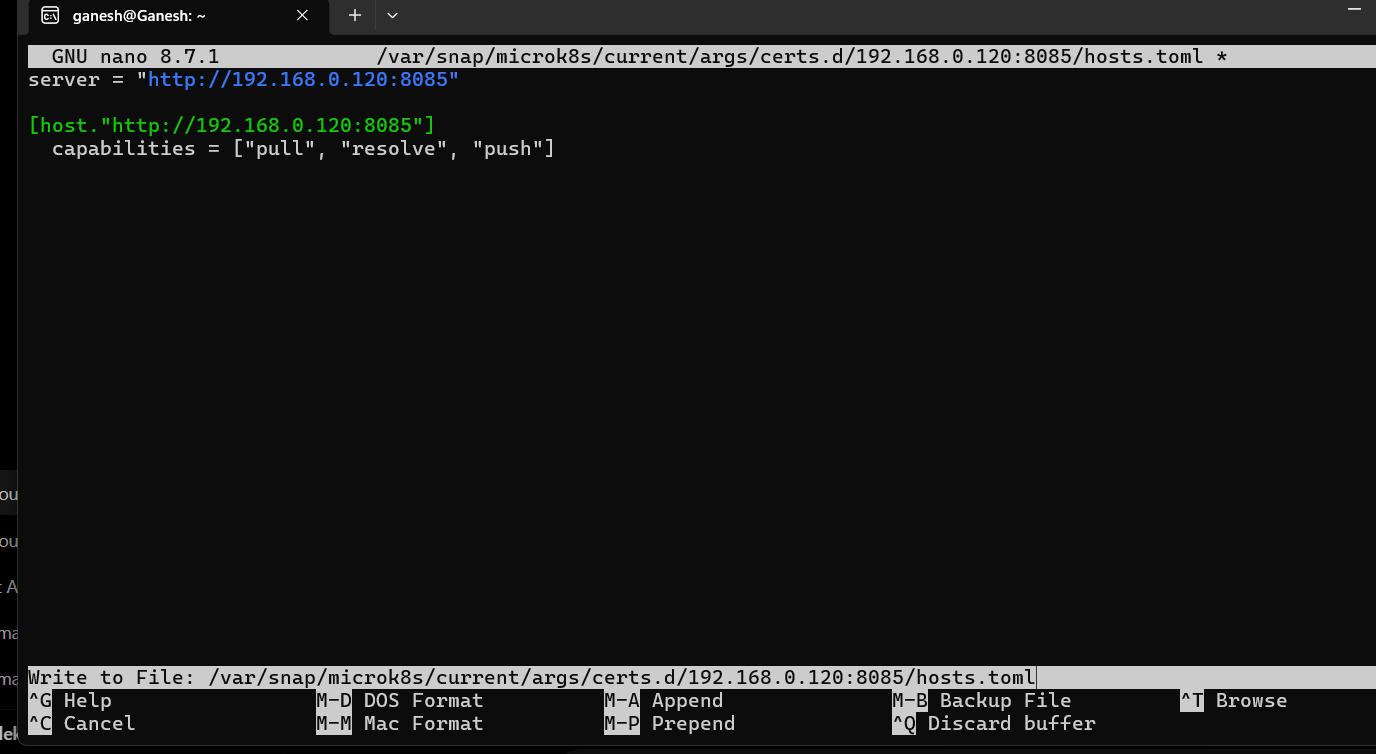 ganesh@Ganesh: ~
GNU nano 8.7.1 /var/snap/microk8s/current/args/certs.d/192.168.0.120:8085/hosts.toml *
server = "http://192.168.0.120:8085"
[host."http://192.168.0.120:8085"]
capabilities = ["pull", "resolve", "push"]
Write to File: /var/snap/microk8s/current/args/certs.d/192.168.0.120:8085/hosts.toml
^G Help M-D DOS Format M-A Append M-B Backup File ^T Browse
^C Cancel M-M Mac Format M-P Prepend ^Q Discard buffer